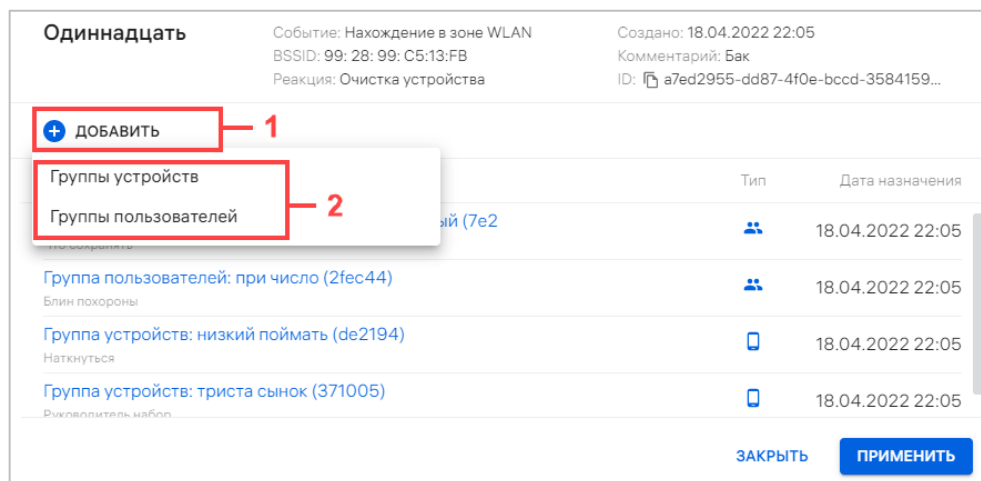 Одиннадцать
Событие: Нахождение в зоне WLAN
BSSID: 99: 28: 99: C5:13:FB
Реакция: Очистка устройства
Создано: 18.04.2022 22:05
Комментарий: Бак
ID: a7ed2955-dd87-4f0e-bccd-3584159...
ДОБАВИТЬ
1
Группы устройств
Группы пользователей
2
Тип
Дата назначения
ый (7e2
18.04.2022 22:05
Группа пользователей: при число (2fec44)
Блин похороны
18.04.2022 22:05
Группа устройств: низкий поймать (de2194)
Наткнуться
18.04.2022 22:05
Группа устройств: триста сынок (371005)
Руководитель набор
18.04.2022 22:05
ЗАКРЫТЬ
ПРИМЕНИТЬ